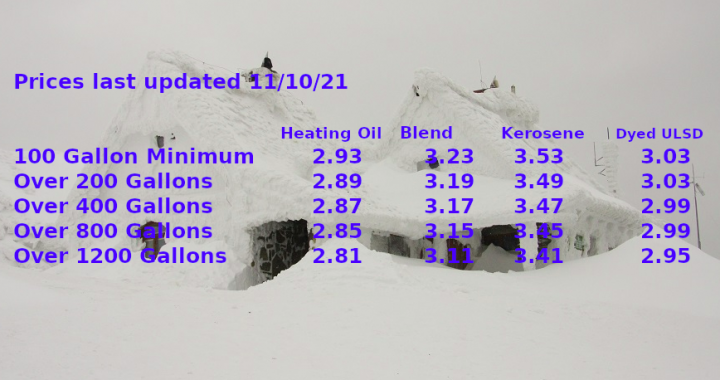 Prices last updated 11/10/21
Heating Oil Blend Kerosene Dyed ULSD
100 Gallon Minimum 2.93 3.23 3.53 3.03
Over 200 Gallons 2.89 3.19 3.49 3.03
Over 400 Gallons 2.87 3.17 3.47 2.99
Over 800 Gallons 2.85 3.15 3.45 2.99
Over 1200 Gallons 2.81 3.11 3.41 2.95